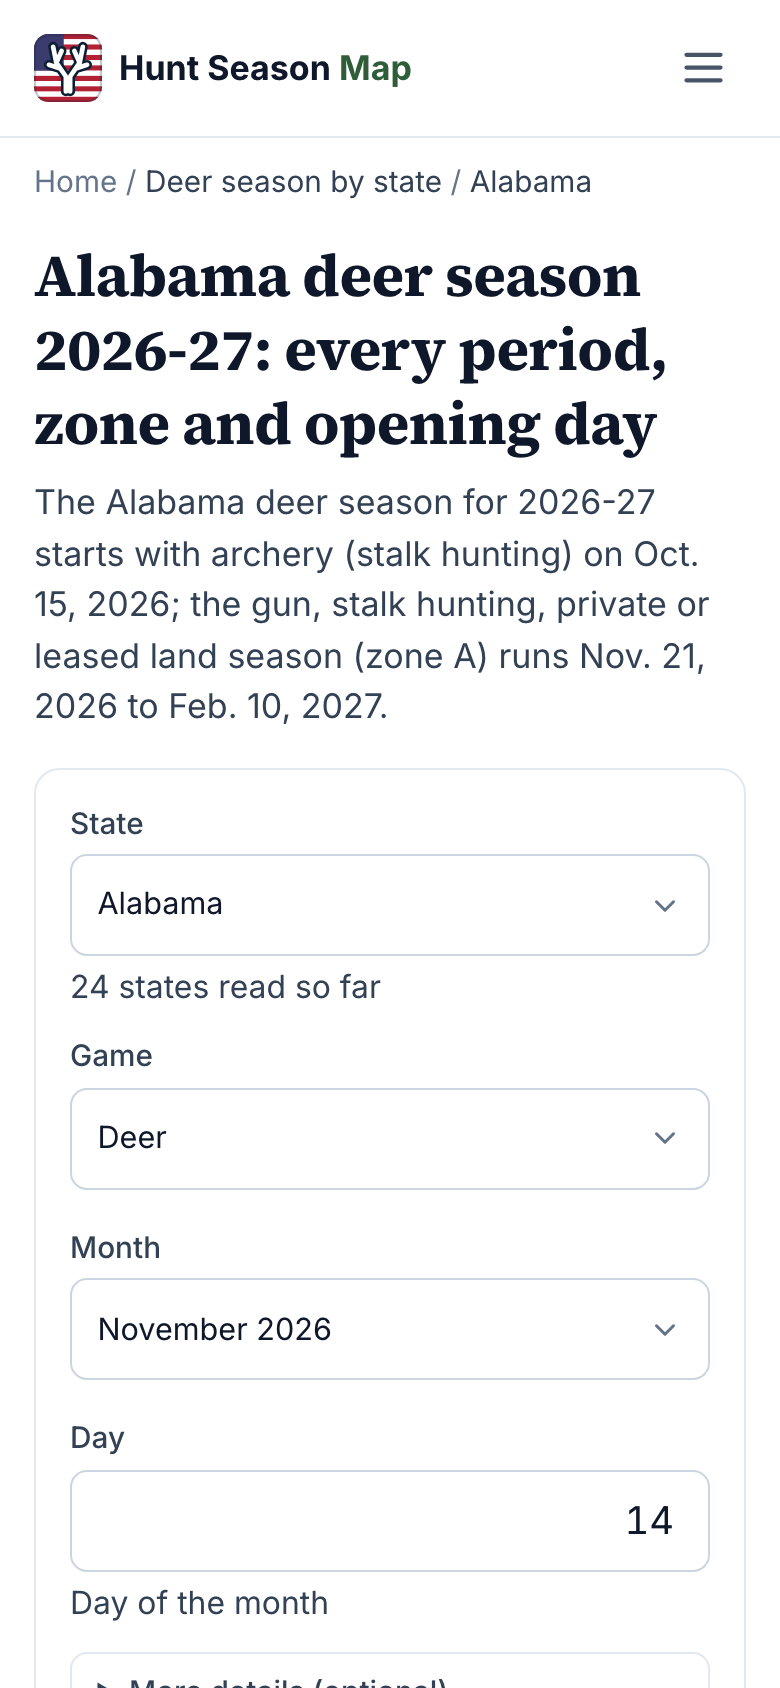 Hunt Season Map
Home / Deer season by state / Alabama
Alabama deer season
2026-27: every period,
zone and opening day
The Alabama deer season for 2026-27
starts with archery (stalk hunting) on Oct.
15, 2026; the gun, stalk hunting, private or
leased land season (zone A) runs Nov. 21,
2026 to Feb. 10, 2027.
State
Alabama
24 states read so far
Game
Deer
Month
November 2026
Day
14
Day of the month
More details (optional)